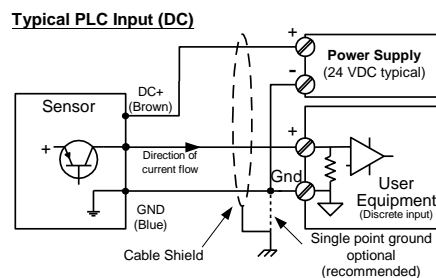 Typical PLC Input (DC)
+
Power Supply
(24 VDC typical)
-
DC+
(Brown)
Sensor
+
+
Direction of
current flow
Gnd
User
Equipment
(Discrete input)
GND
(Blue)
Cable Shield
Single point ground
optional
(recommended)